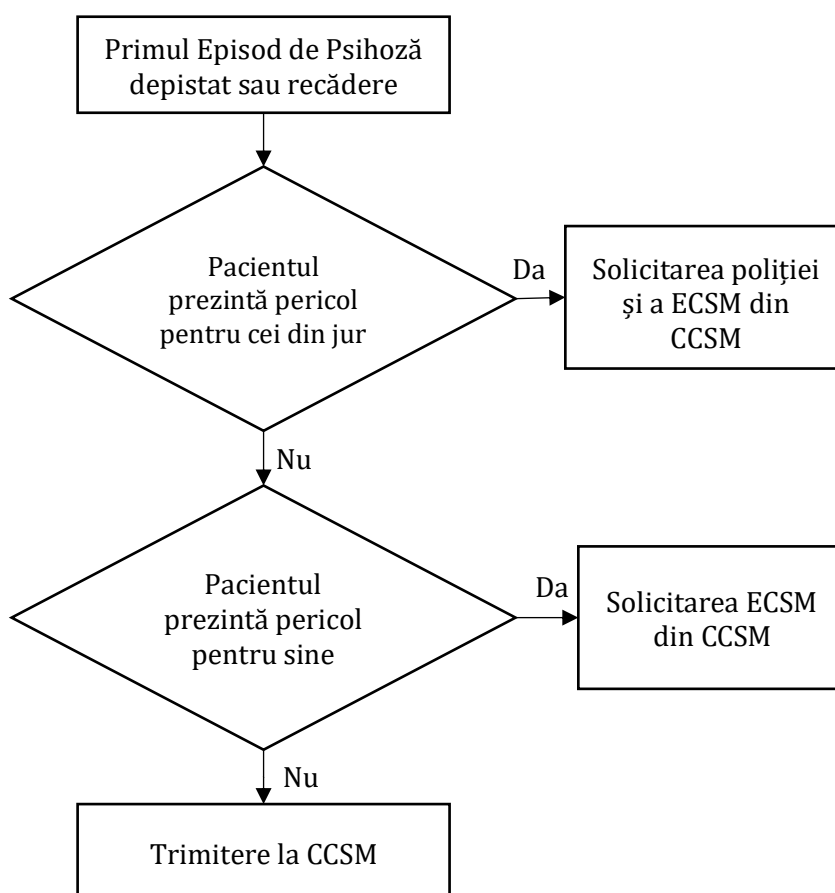 Primul Episod de Psihoză
depistat sau recădere
Pacientul
prezintă pericol
pentru cei din jur
Da
Solicitarea poliției
și a ECSM din
CCSM
Nu
Pacientul
prezintă pericol
pentru sine
Da
Solicitarea ECSM
din CCSM
Nu
Trimitere la CCSM